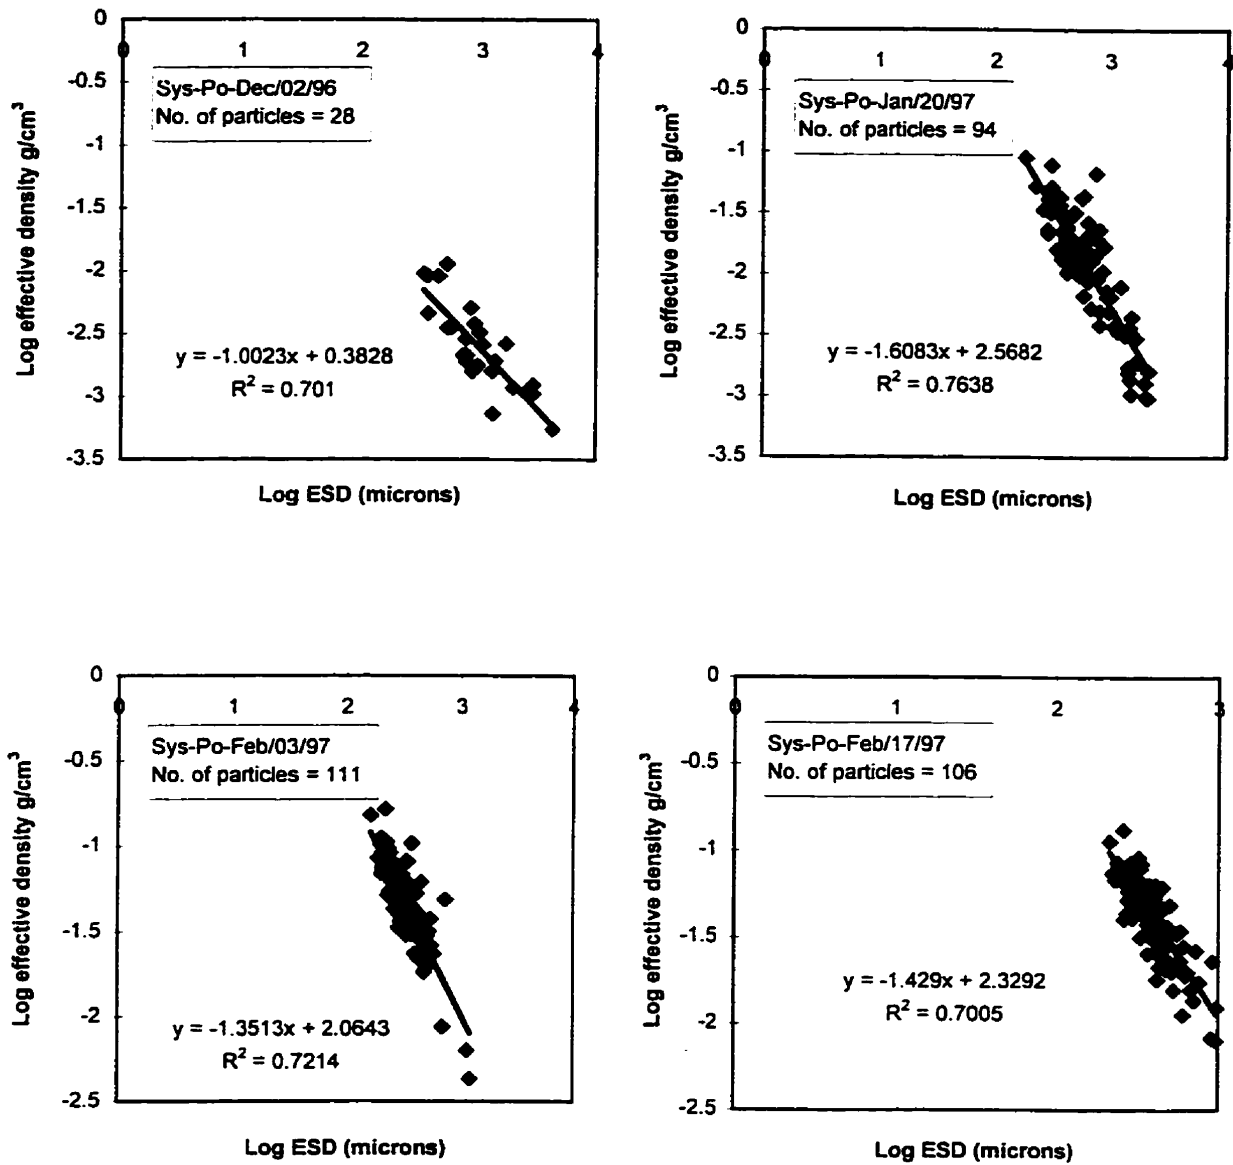 0
0
1
2
3
4
-0.5
-1
-1.5
-2
-2.5
-3
-3.5
Sys-Po-Dec/02/96
No. of particles = 28
y = -1.0023x + 0.3828
R² = 0.701
Log effective density g/cm³
Log ESD (microns)
0
0
1
2
3
4
-0.5
-1
-1.5
-2
-2.5
-3
-3.5
Sys-Po-Jan/20/97
No. of particles = 94
y = -1.6083x + 2.5682
R² = 0.7638
Log effective density g/cm³
Log ESD (microns)
0
0
1
2
3
4
-0.5
-1
-1.5
-2
-2.5
Sys-Po-Feb/03/97
No. of particles = 111
y = -1.3513x + 2.0643
R² = 0.7214
Log effective density g/cm³
Log ESD (microns)
0
0
1
2
3
-0.5
-1
-1.5
-2
-2.5
Sys-Po-Feb/17/97
No. of particles = 106
y = -1.429x + 2.3292
R² = 0.7005
Log effective density g/cm³
Log ESD (microns)